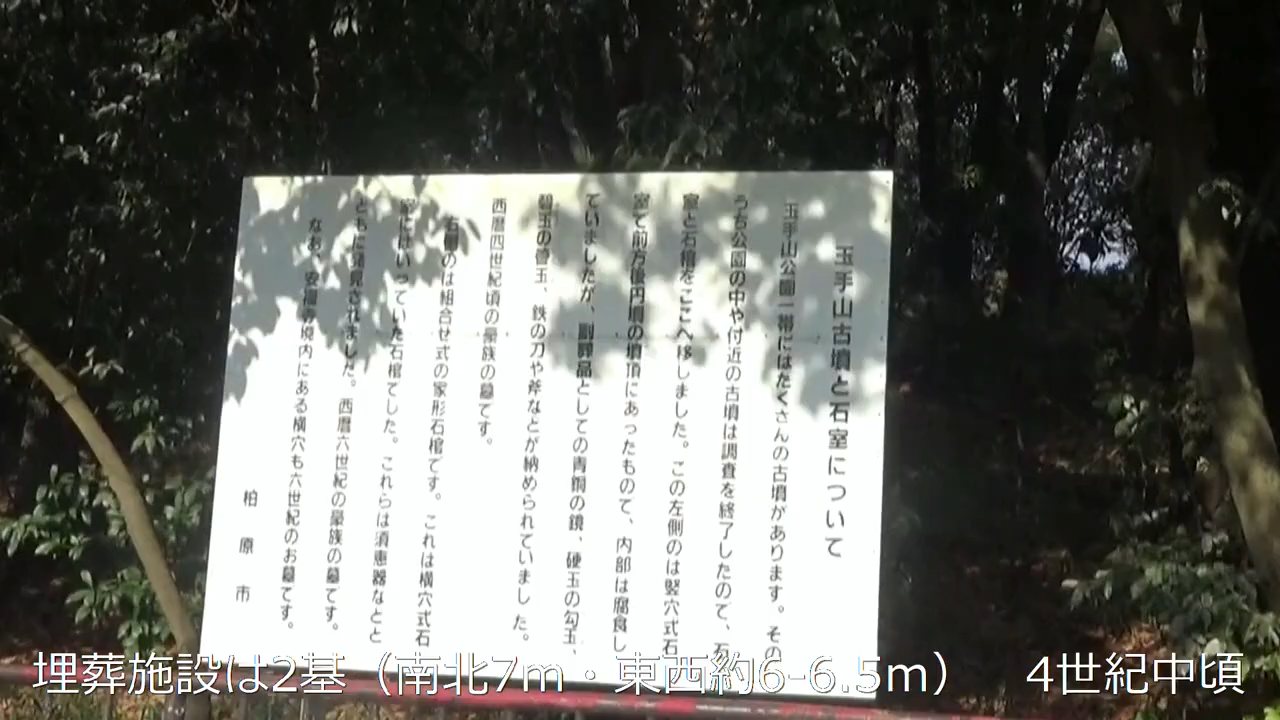 玉手山古墳と石室について
玉手山公園一帯にはたくさんの古墳があります。その
うち公園の中や付近の古墳は調査を終了したので、石
室と石棺をここへ移しました。この左側のは竪穴式石
室で前方後円墳の墳頂にあったもので、内部は腐食し
ていましたが、副葬品としての青銅の鏡、硬玉の勾玉、
碧玉の管玉、鉄の刀や斧などが納められていました。
西暦四世紀頃の豪族の墓です。
右側のは組合せ式の家形石棺です。これは横穴式石
室にはいっていた石棺でした。これらは須恵器などと
ともに発見されました。西暦六世紀の豪族の墓です。
なお、安福寺境内にある横穴も六世紀のお墓です。
柏原市
埋葬施設は2基（南北7m・東西約6-6.5m）　4世紀中頃